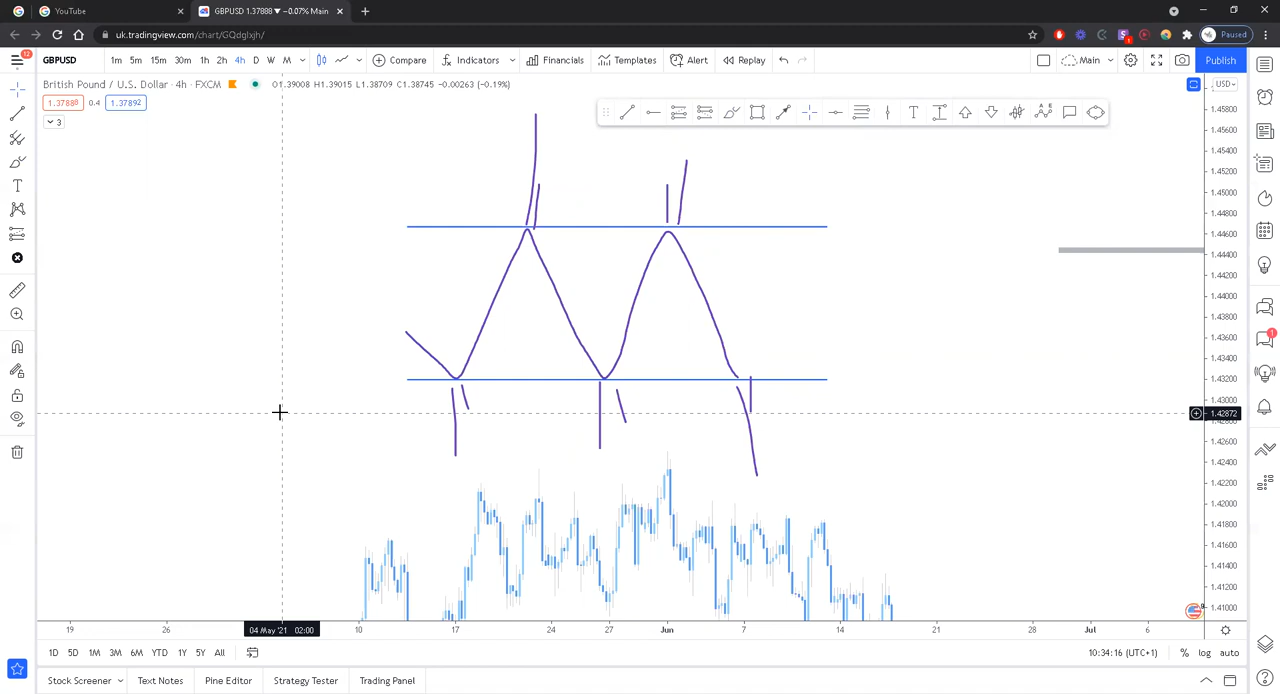 YouTube
GBPUSD 1.37888 ▼ −0.07% Main
Paused
uk.tradingview.com/chart/GQdglxjh/
GBPUSD 1m 5m 15m 30m 1h 2h 4h D W M Compare Indicators Financials Templates Alert Replay Main Publish
British Pound / U.S. Dollar · 4h · FXCM O1.39008 H1.39015 L1.38709 C1.38745 −0.00263 (−0.19%)
1.37888 0.4 1.37892
3
USD
1.45800
1.45600
1.45400
1.45200
1.45000
1.44800
1.44600
1.44400
1.44200
1.44000
1.43800
1.43600
1.43400
1.43200
1.43000
1.42872
1.42600
1.42400
1.42200
1.42000
1.41800
1.41600
1.41400
1.41200
1.41000
19 26 04 May '21 02:00 10 17 24 27 Jun 7 14 21 28 Jul 6
1D 5D 1M 3M 6M YTD 1Y 5Y All 10:34:16 (UTC+1) % log auto
Stock Screener Text Notes Pine Editor Strategy Tester Trading Panel